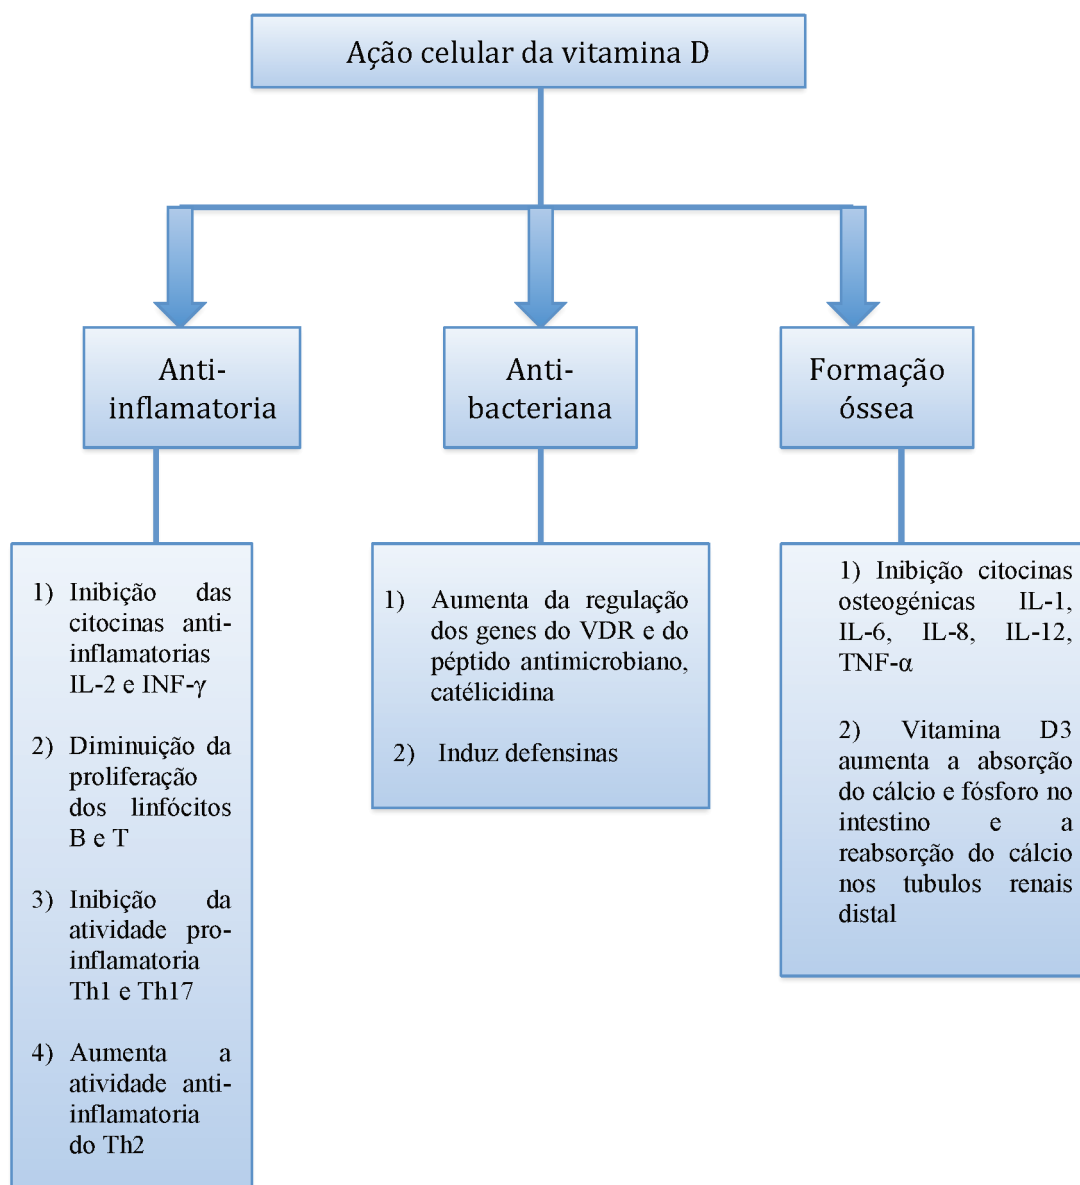 Ação celular da vitamina D
Anti-
inflamatoria
Anti-
bacteriana
Formação
óssea
1) Inibição das
citocinas anti-
inflamatorias
IL-2 e INF-γ
2) Diminuição da
proliferação
dos linfócitos
B e T
3) Inibição da
atividade pro-
inflamatoria
Th1 e Th17
4) Aumenta a
atividade anti-
inflamatoria
do Th2
1) Aumenta da regulação
dos genes do VDR e do
péptido antimicrobiano,
catélicidina
2) Induz defensinas
1) Inibição citocinas
osteogénicas IL-1,
IL-6, IL-8, IL-12,
TNF-α
2) Vitamina D3
aumenta a absorção
do cálcio e fósforo no
intestino e a
reabsorção do cálcio
nos tubulos renais
distal